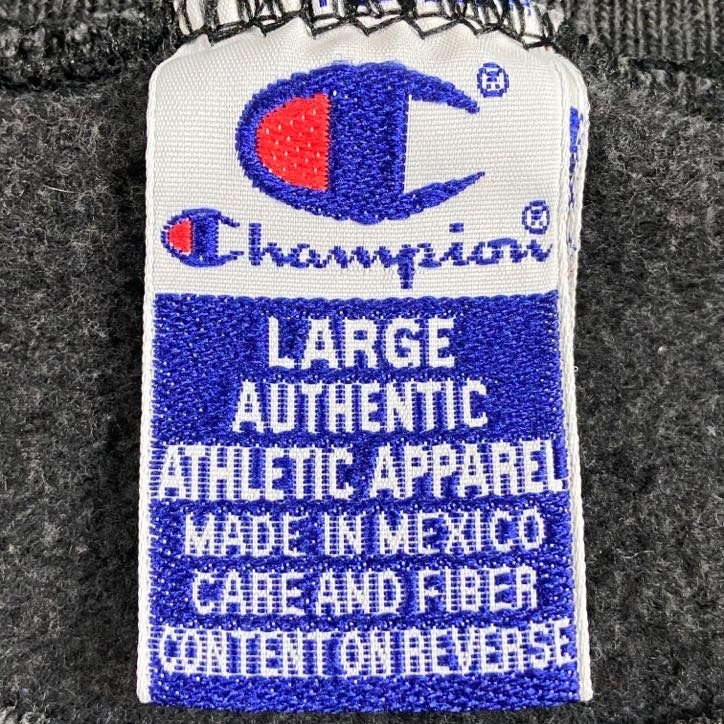 ®
Champion®
LARGE
AUTHENTIC
ATHLETIC APPAREL
MADE IN MEXICO
CARE AND FIBER
CONTENT ON REVERSE